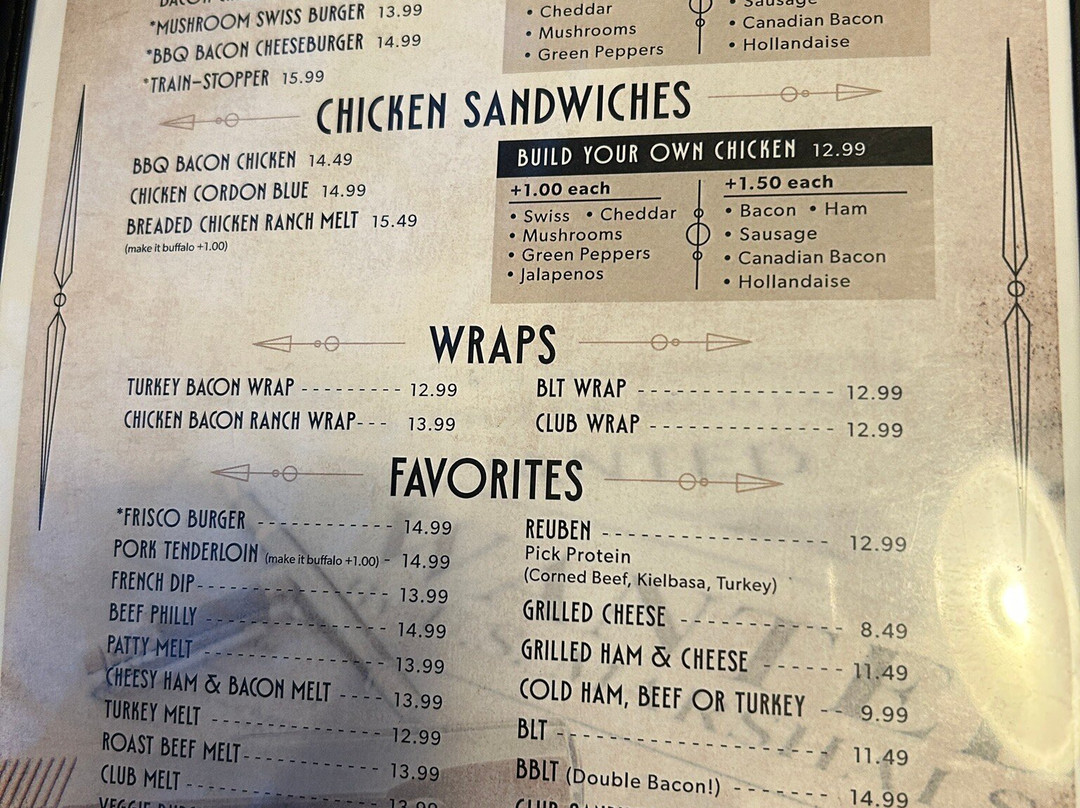 *MUSHROOM SWISS BURGER 13.99
*BBQ BACON CHEESEBURGER 14.99
*TRAIN-STOPPER 15.99
• Cheddar
• Mushrooms
• Green Peppers
• Sausage
• Canadian Bacon
• Hollandaise
CHICKEN SANDWICHES
BBQ BACON CHICKEN 14.49
CHICKEN CORDON BLUE 14.99
BREADED CHICKEN RANCH MELT 15.49
(make it buffalo +1.00)
BUILD YOUR OWN CHICKEN 12.99
+1.00 each
• Swiss • Cheddar
• Mushrooms
• Green Peppers
• Jalapenos
+1.50 each
• Bacon • Ham
• Sausage
• Canadian Bacon
• Hollandaise
WRAPS
TURKEY BACON WRAP --------- 12.99
CHICKEN BACON RANCH WRAP--- 13.99
BLT WRAP ---------------- 12.99
CLUB WRAP --------------- 12.99
FAVORITES
*FRISCO BURGER ------------ 14.99
PORK TENDERLOIN (make it buffalo +1.00) - 14.99
FRENCH DIP---------------- 13.99
BEEF PHILLY --------------- 14.99
PATTY MELT --------------- 13.99
CHEESY HAM & BACON MELT ---- 13.99
TURKEY MELT -------------- 12.99
ROAST BEEF MELT------------ 13.99
CLUB MELT ----------------
REUBEN ------------------- 12.99
Pick Protein
(Corned Beef, Kielbasa, Turkey)
GRILLED CHEESE ------------- 8.49
GRILLED HAM & CHEESE ------ 11.49
COLD HAM, BEEF OR TURKEY -- 9.99
BLT --------------------- 11.49
BBLT (Double Bacon!) ------- 14.99